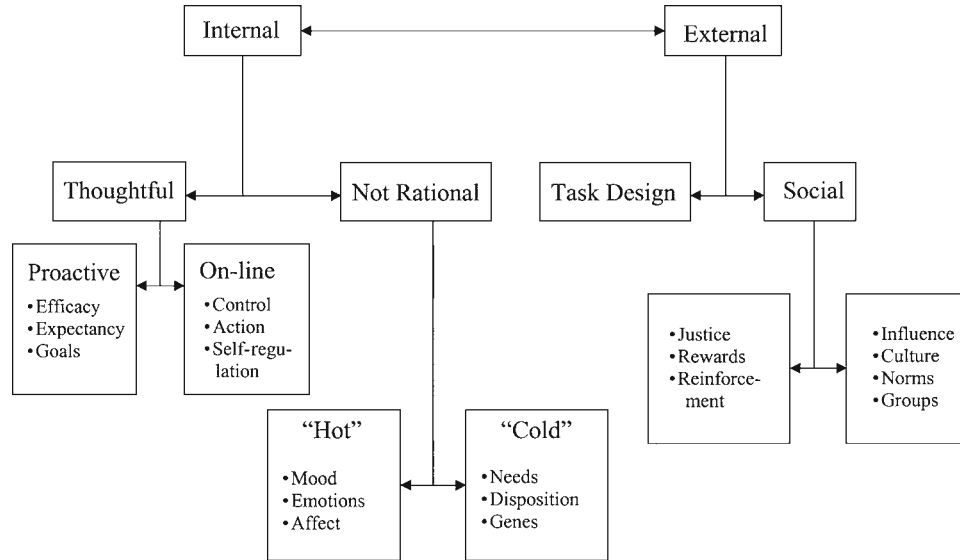 Internal
External
Thoughtful
Not Rational
Task Design
Social
Proactive
• Efficacy
• Expectancy
• Goals
On-line
• Control
• Action
• Self-regu-
lation
• Justice
• Rewards
• Reinforce-
ment
• Influence
• Culture
• Norms
• Groups
“Hot”
• Mood
• Emotions
• Affect
“Cold”
• Needs
• Disposition
• Genes